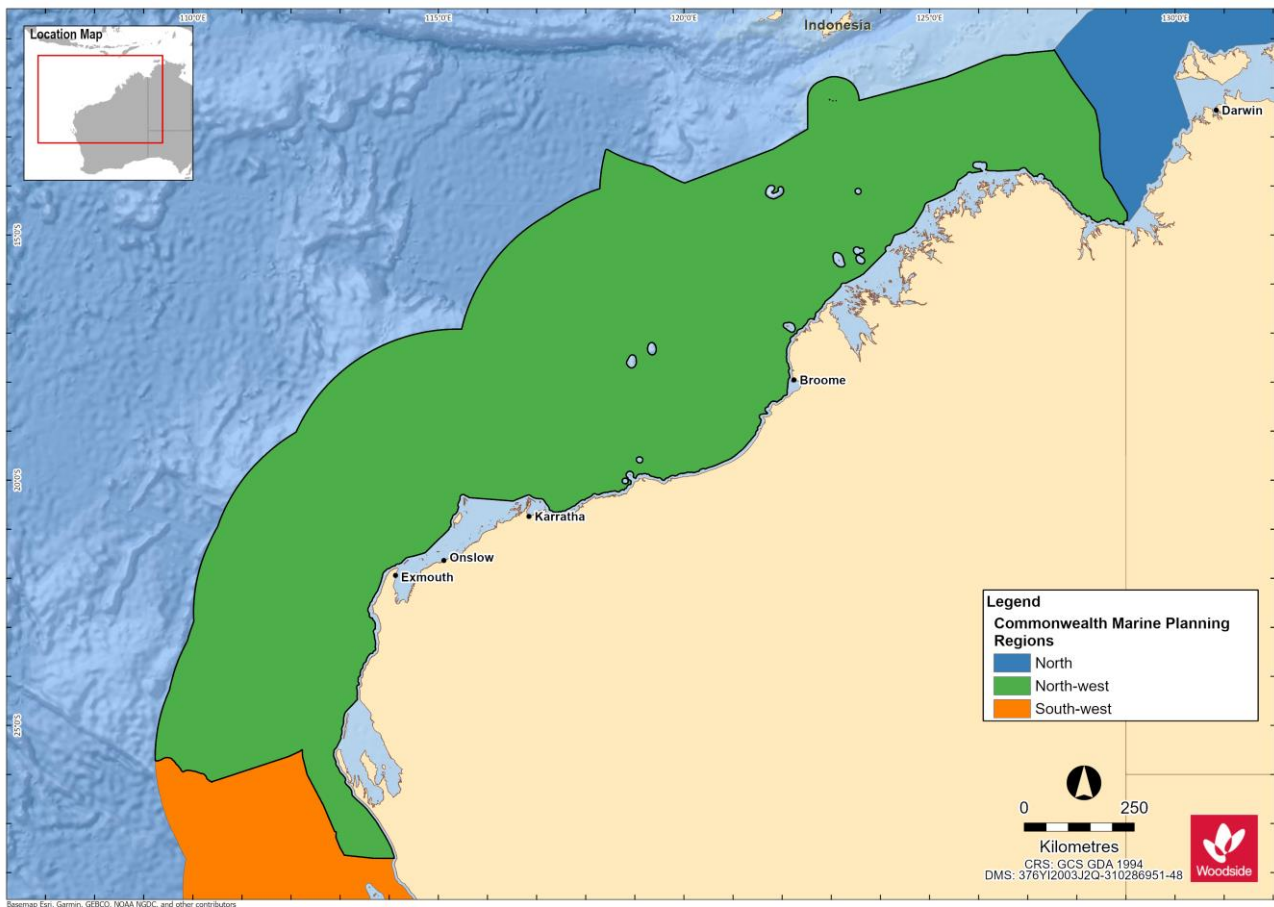 110°0'E
115°0'E
120°0'E
125°0'E
130°0'E
Location Map
Indonesia
Darwin
15°0'S
Broome
20°0'S
Karratha
Onslow
Exmouth
Legend
Commonwealth Marine Planning
Regions
North
North-west
South-west
25°0'S
0 250
Kilometres
CRS: GCS GDA 1994
DMS: 376YI2003J2Q-310286951-48
Woodside
Basemap Esri, Garmin, GEBCO, NOAA NGDC, and other contributors